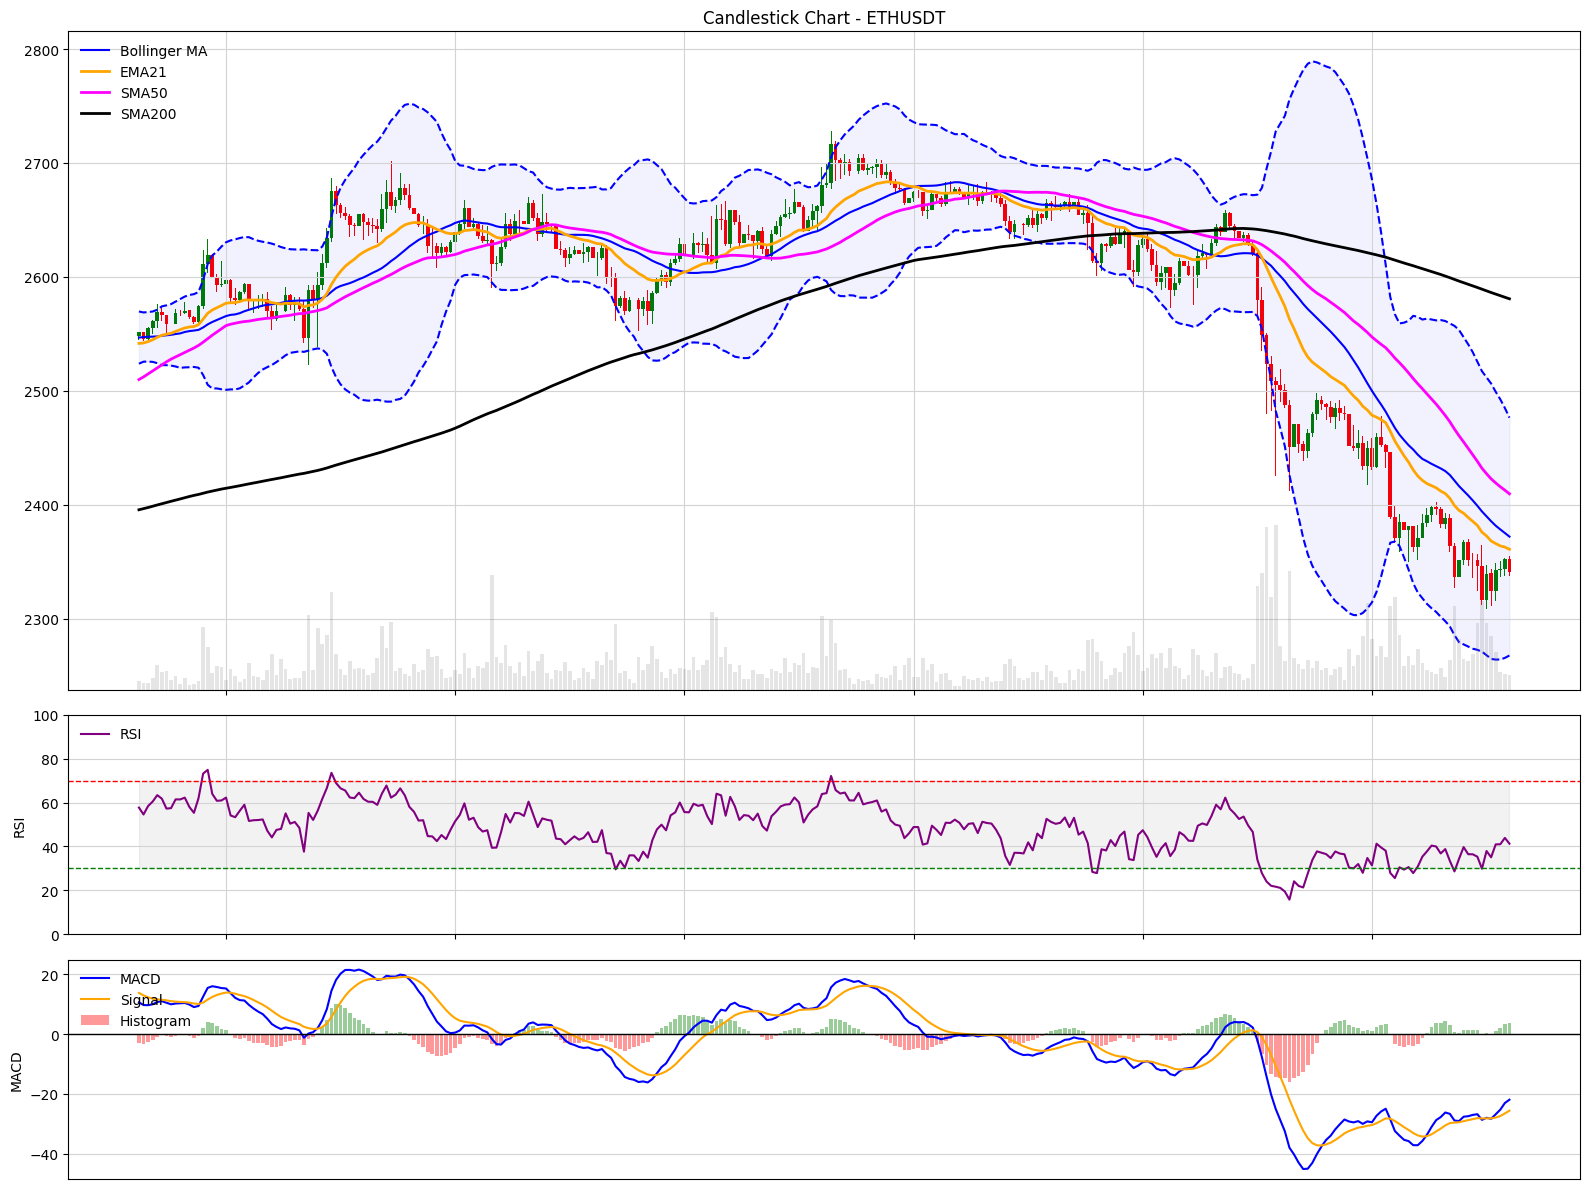 Candlestick Chart - ETHUSDT
2800
2700
2600
2500
2400
2300
Bollinger MA
EMA21
SMA50
SMA200
100
80
60
40
20
0
RSI
RSI
20
0
−20
−40
MACD
MACD
Signal
Histogram